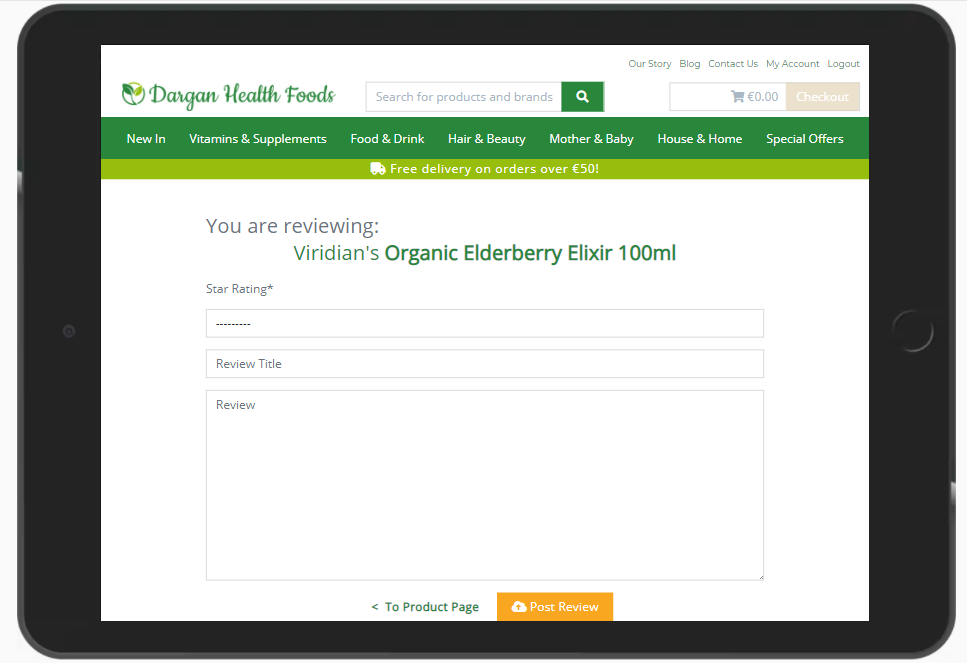 Our Story Blog Contact Us My Account Logout
Dargan Health Foods
Search for products and brands
€0.00
Checkout
New In Vitamins & Supplements Food & Drink Hair & Beauty Mother & Baby House & Home Special Offers
Free delivery on orders over €50!
You are reviewing:
Viridian's Organic Elderberry Elixir 100ml
Star Rating*
---------
Review Title
Review
< To Product Page
Post Review